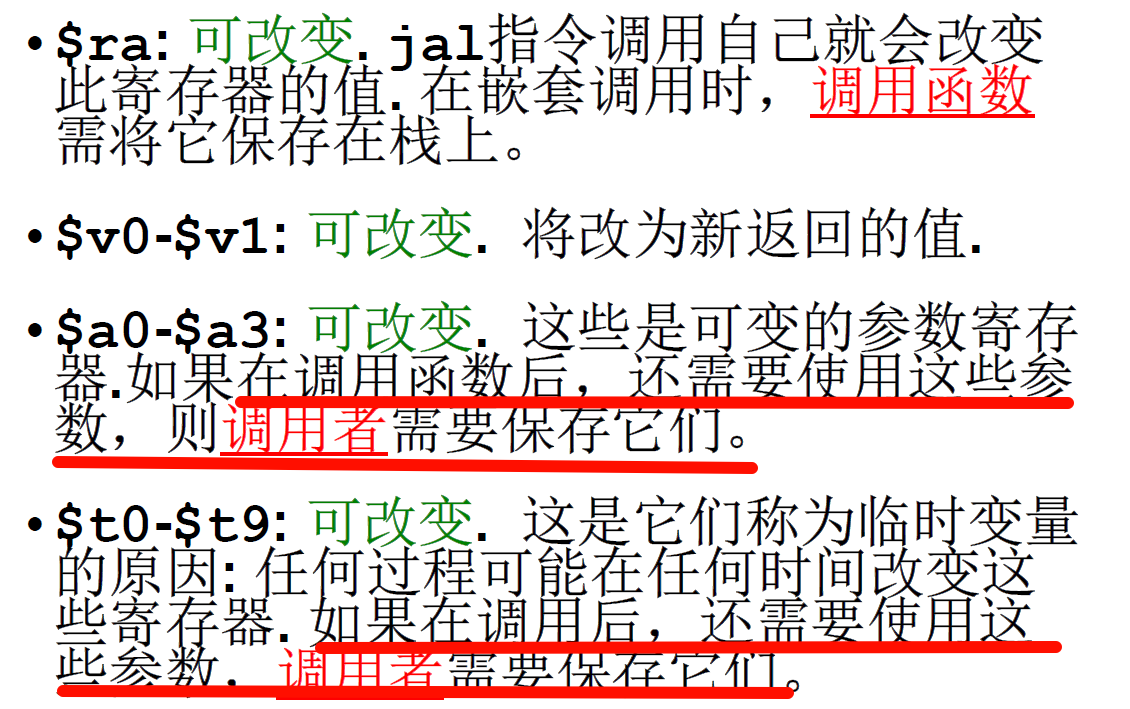 •$ra: 可改变. jal指令调用自己就会改变
此寄存器的值. 在嵌套调用时，调用函数
需将它保存在栈上。
•$v0-$v1: 可改变. 将改为新返回的值.
•$a0-$a3: 可改变. 这些是可变的参数寄存
器.如果在调用函数后，还需要使用这些参
数，则调用者需要保存它们。
•$t0-$t9: 可改变. 这是它们称为临时变量
的原因: 任何过程可能在任何时间改变这
些寄存器. 如果在调用后，还需要使用这
些参数，调用者需要保存它们。